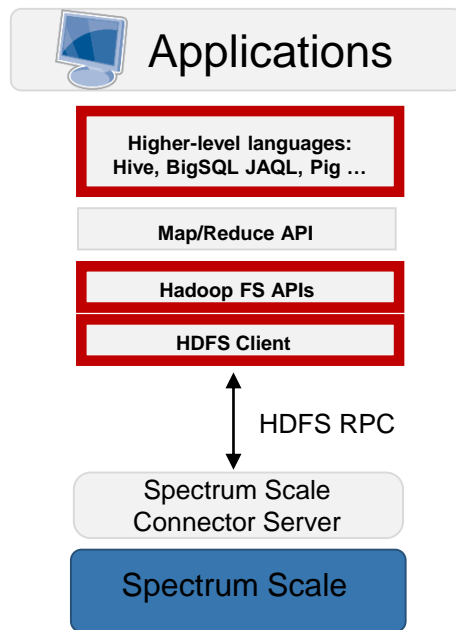 Applications
Higher-level languages:
Hive, BigSQL JAQL, Pig …
Map/Reduce API
Hadoop FS APIs
HDFS Client
HDFS RPC
Spectrum Scale
Connector Server
Spectrum Scale